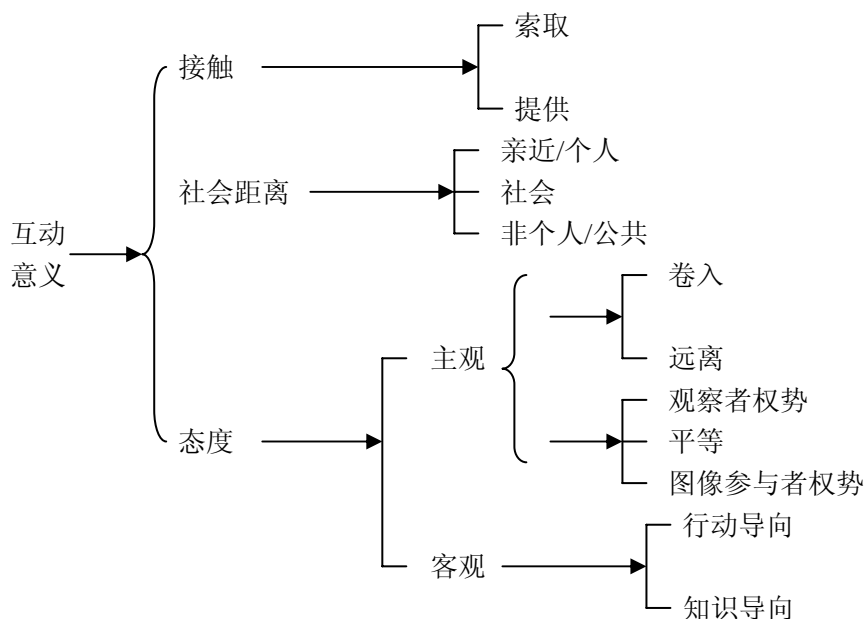 索取
接触
提供
亲近/个人
社会距离
社会
非个人/公共
互动
意义
卷入
主观
远离
观察者权势
态度
平等
图像参与者权势
行动导向
客观
知识导向